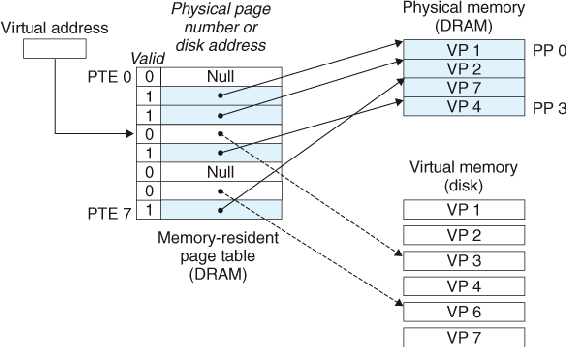 Virtual address
Physical page
number or
disk address
Valid
PTE 0
0
Null
1
1
0
1
0
Null
0
PTE 7
1
Memory-resident
page table
(DRAM)
Physical memory
(DRAM)
VP 1
PP 0
VP 2
VP 7
VP 4
PP 3
Virtual memory
(disk)
VP 1
VP 2
VP 3
VP 4
VP 6
VP 7